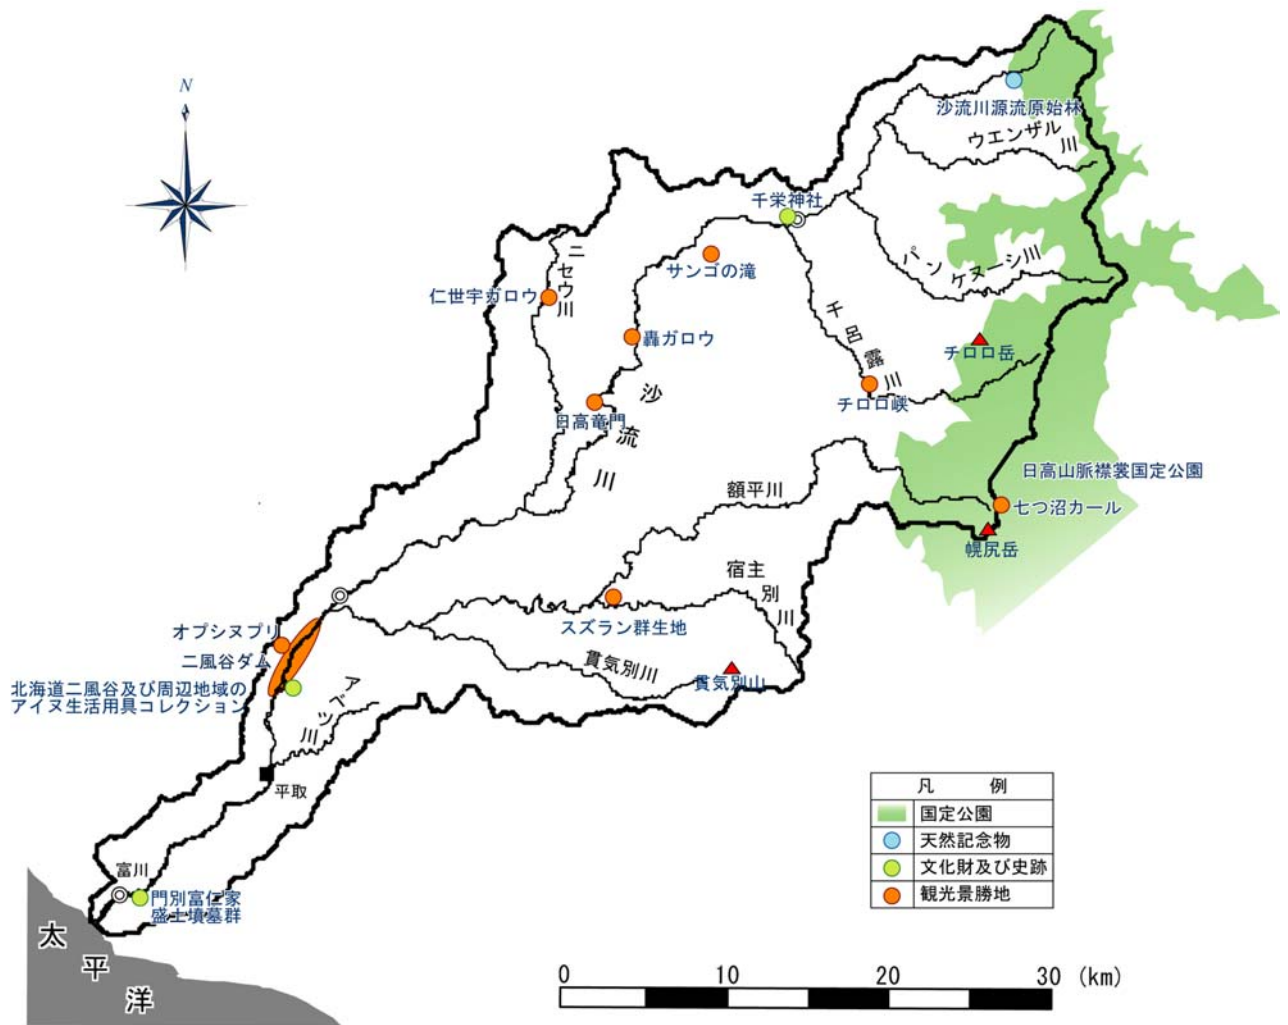 N
沙流川源流原始林
ウエンザル川
千栄神社
ニセウ川
サンゴの滝
パンケヌーシ川
仁世宇ガロウ
轟ガロウ
千呂露川
チロロ岳
チロロ峡
日高竜門
沙流川
日高山脈襟裳国定公園
額平川
七つ沼カール
幌尻岳
宿主別川
スズラン群生地
オプシヌプリ
二風谷ダム
貫気別川
貫気別山
北海道二風谷及び周辺地域の
アイヌ生活用具コレクション
アベツ川
平取
富川
門別富仁家
盛土墳墓群
太平洋
凡 例
国定公園
天然記念物
文化財及び史跡
観光景勝地
0 10 20 30 (km)